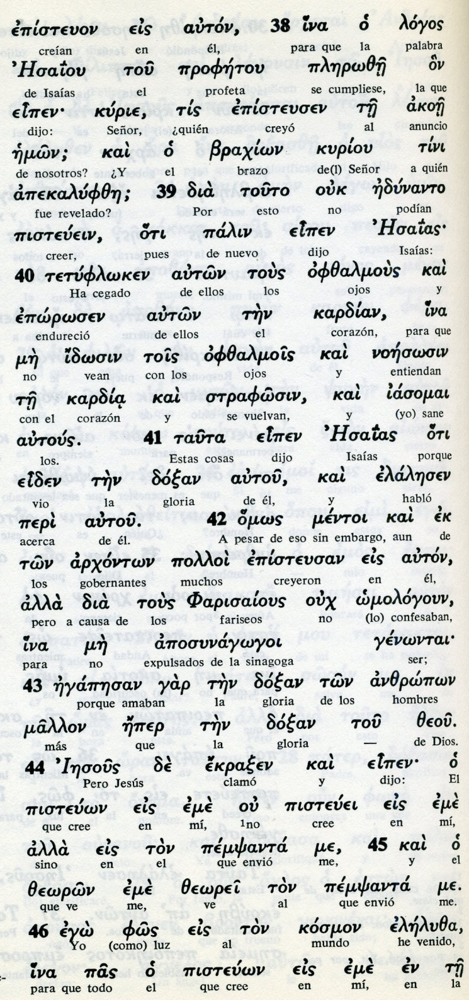 ἐπίστευον εἰς αὐτόν, 38 ἵνα ὁ λόγος
creían en él, para que la palabra
Ἠσαΐου τοῦ προφήτου πληρωθῇ ὃν
de Isaías el profeta se cumpliese, la que
εἶπεν· κύριε, τίς ἐπίστευσεν τῇ ἀκοῇ
dijo: Señor, ¿quién creyó al anuncio
ἡμῶν; καὶ ὁ βραχίων κυρίου τίνι
de nosotros? ¿Y el brazo de(l) Señor a quién
ἀπεκαλύφθη; 39 διὰ τοῦτο οὐκ ἠδύναντο
fue revelado? Por esto no podían
πιστεύειν, ὅτι πάλιν εἶπεν Ἠσαΐας·
creer, pues de nuevo dijo Isaías:
40 τετύφλωκεν αὐτῶν τοὺς ὀφθαλμοὺς καὶ
Ha cegado de ellos los ojos y
ἐπώρωσεν αὐτῶν τὴν καρδίαν, ἵνα
endureció de ellos el corazón, para que
μὴ ἴδωσιν τοῖς ὀφθαλμοῖς καὶ νοήσωσιν
no vean con los ojos y entiendan
τῇ καρδίᾳ καὶ στραφῶσιν, καὶ ἰάσομαι
con el corazón y se vuelvan, y (yo) sane
αὐτούς. 41 ταῦτα εἶπεν Ἠσαΐας ὅτι
los. Estas cosas dijo Isaías porque
εἶδεν τὴν δόξαν αὐτοῦ, καὶ ἐλάλησεν
vio la gloria de él, y habló
περὶ αὐτοῦ. 42 ὅμως μέντοι καὶ ἐκ
acerca de él. A pesar de eso sin embargo, aun de
τῶν ἀρχόντων πολλοὶ ἐπίστευσαν εἰς αὐτόν,
los gobernantes muchos creyeron en él,
ἀλλὰ διὰ τοὺς Φαρισαίους οὐχ ὡμολόγουν,
pero a causa de los fariseos no (lo) confesaban,
ἵνα μὴ ἀποσυνάγωγοι γένωνται·
para no expulsados de la sinagoga ser;
43 ἠγάπησαν γὰρ τὴν δόξαν τῶν ἀνθρώπων
porque amaban la gloria de los hombres
μᾶλλον ἤπερ τὴν δόξαν τοῦ θεοῦ.
más que la gloria — de Dios.
44 Ἰησοῦς δὲ ἔκραξεν καὶ εἶπεν· ὁ
Pero Jesús clamó y dijo: El
πιστεύων εἰς ἐμὲ οὐ πιστεύει εἰς ἐμὲ
que cree en mí, ¹no cree en mí,
ἀλλὰ εἰς τὸν πέμψαντά με, 45 καὶ ὁ
sino en el que envió me, y el
θεωρῶν ἐμὲ θεωρεῖ τὸν πέμψαντά με.
que ve me, ve al que envió me.
46 ἐγὼ φῶς εἰς τὸν κόσμον ἐλήλυθα,
Yo (como) luz al mundo he venido,
ἵνα πᾶς ὁ πιστεύων εἰς ἐμὲ ἐν τῇ
para que todo el que cree en mí, en la